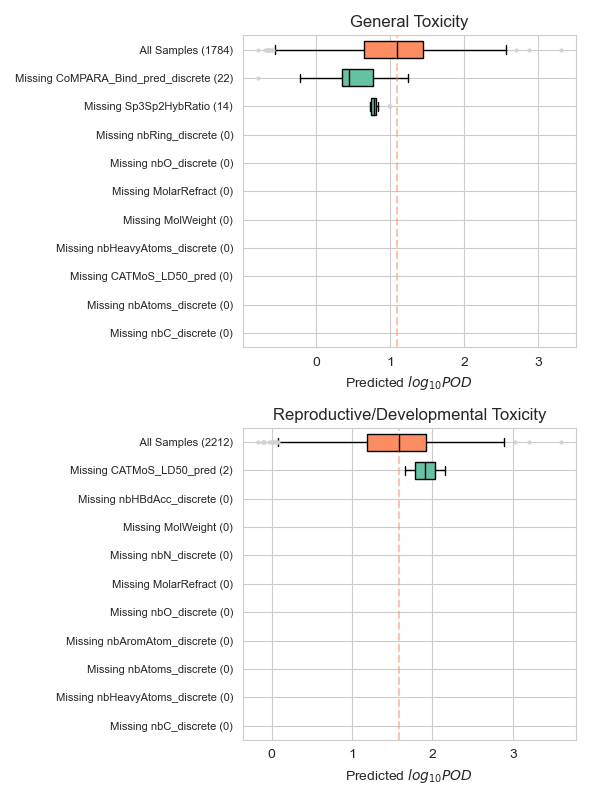 General Toxicity
All Samples (1784)
Missing CoMPARA_Bind_pred_discrete (22)
Missing Sp3Sp2HybRatio (14)
Missing nbRing_discrete (0)
Missing nbO_discrete (0)
Missing MolarRefract (0)
Missing MolWeight (0)
Missing nbHeavyAtoms_discrete (0)
Missing CATMoS_LD50_pred (0)
Missing nbAtoms_discrete (0)
Missing nbC_discrete (0)
0 1 2 3
Predicted log₁₀POD
Reproductive/Developmental Toxicity
All Samples (2212)
Missing CATMoS_LD50_pred (2)
Missing nbHBdAcc_discrete (0)
Missing MolWeight (0)
Missing nbN_discrete (0)
Missing MolarRefract (0)
Missing nbO_discrete (0)
Missing nbAromAtom_discrete (0)
Missing nbAtoms_discrete (0)
Missing nbHeavyAtoms_discrete (0)
Missing nbC_discrete (0)
0 1 2 3
Predicted log₁₀POD